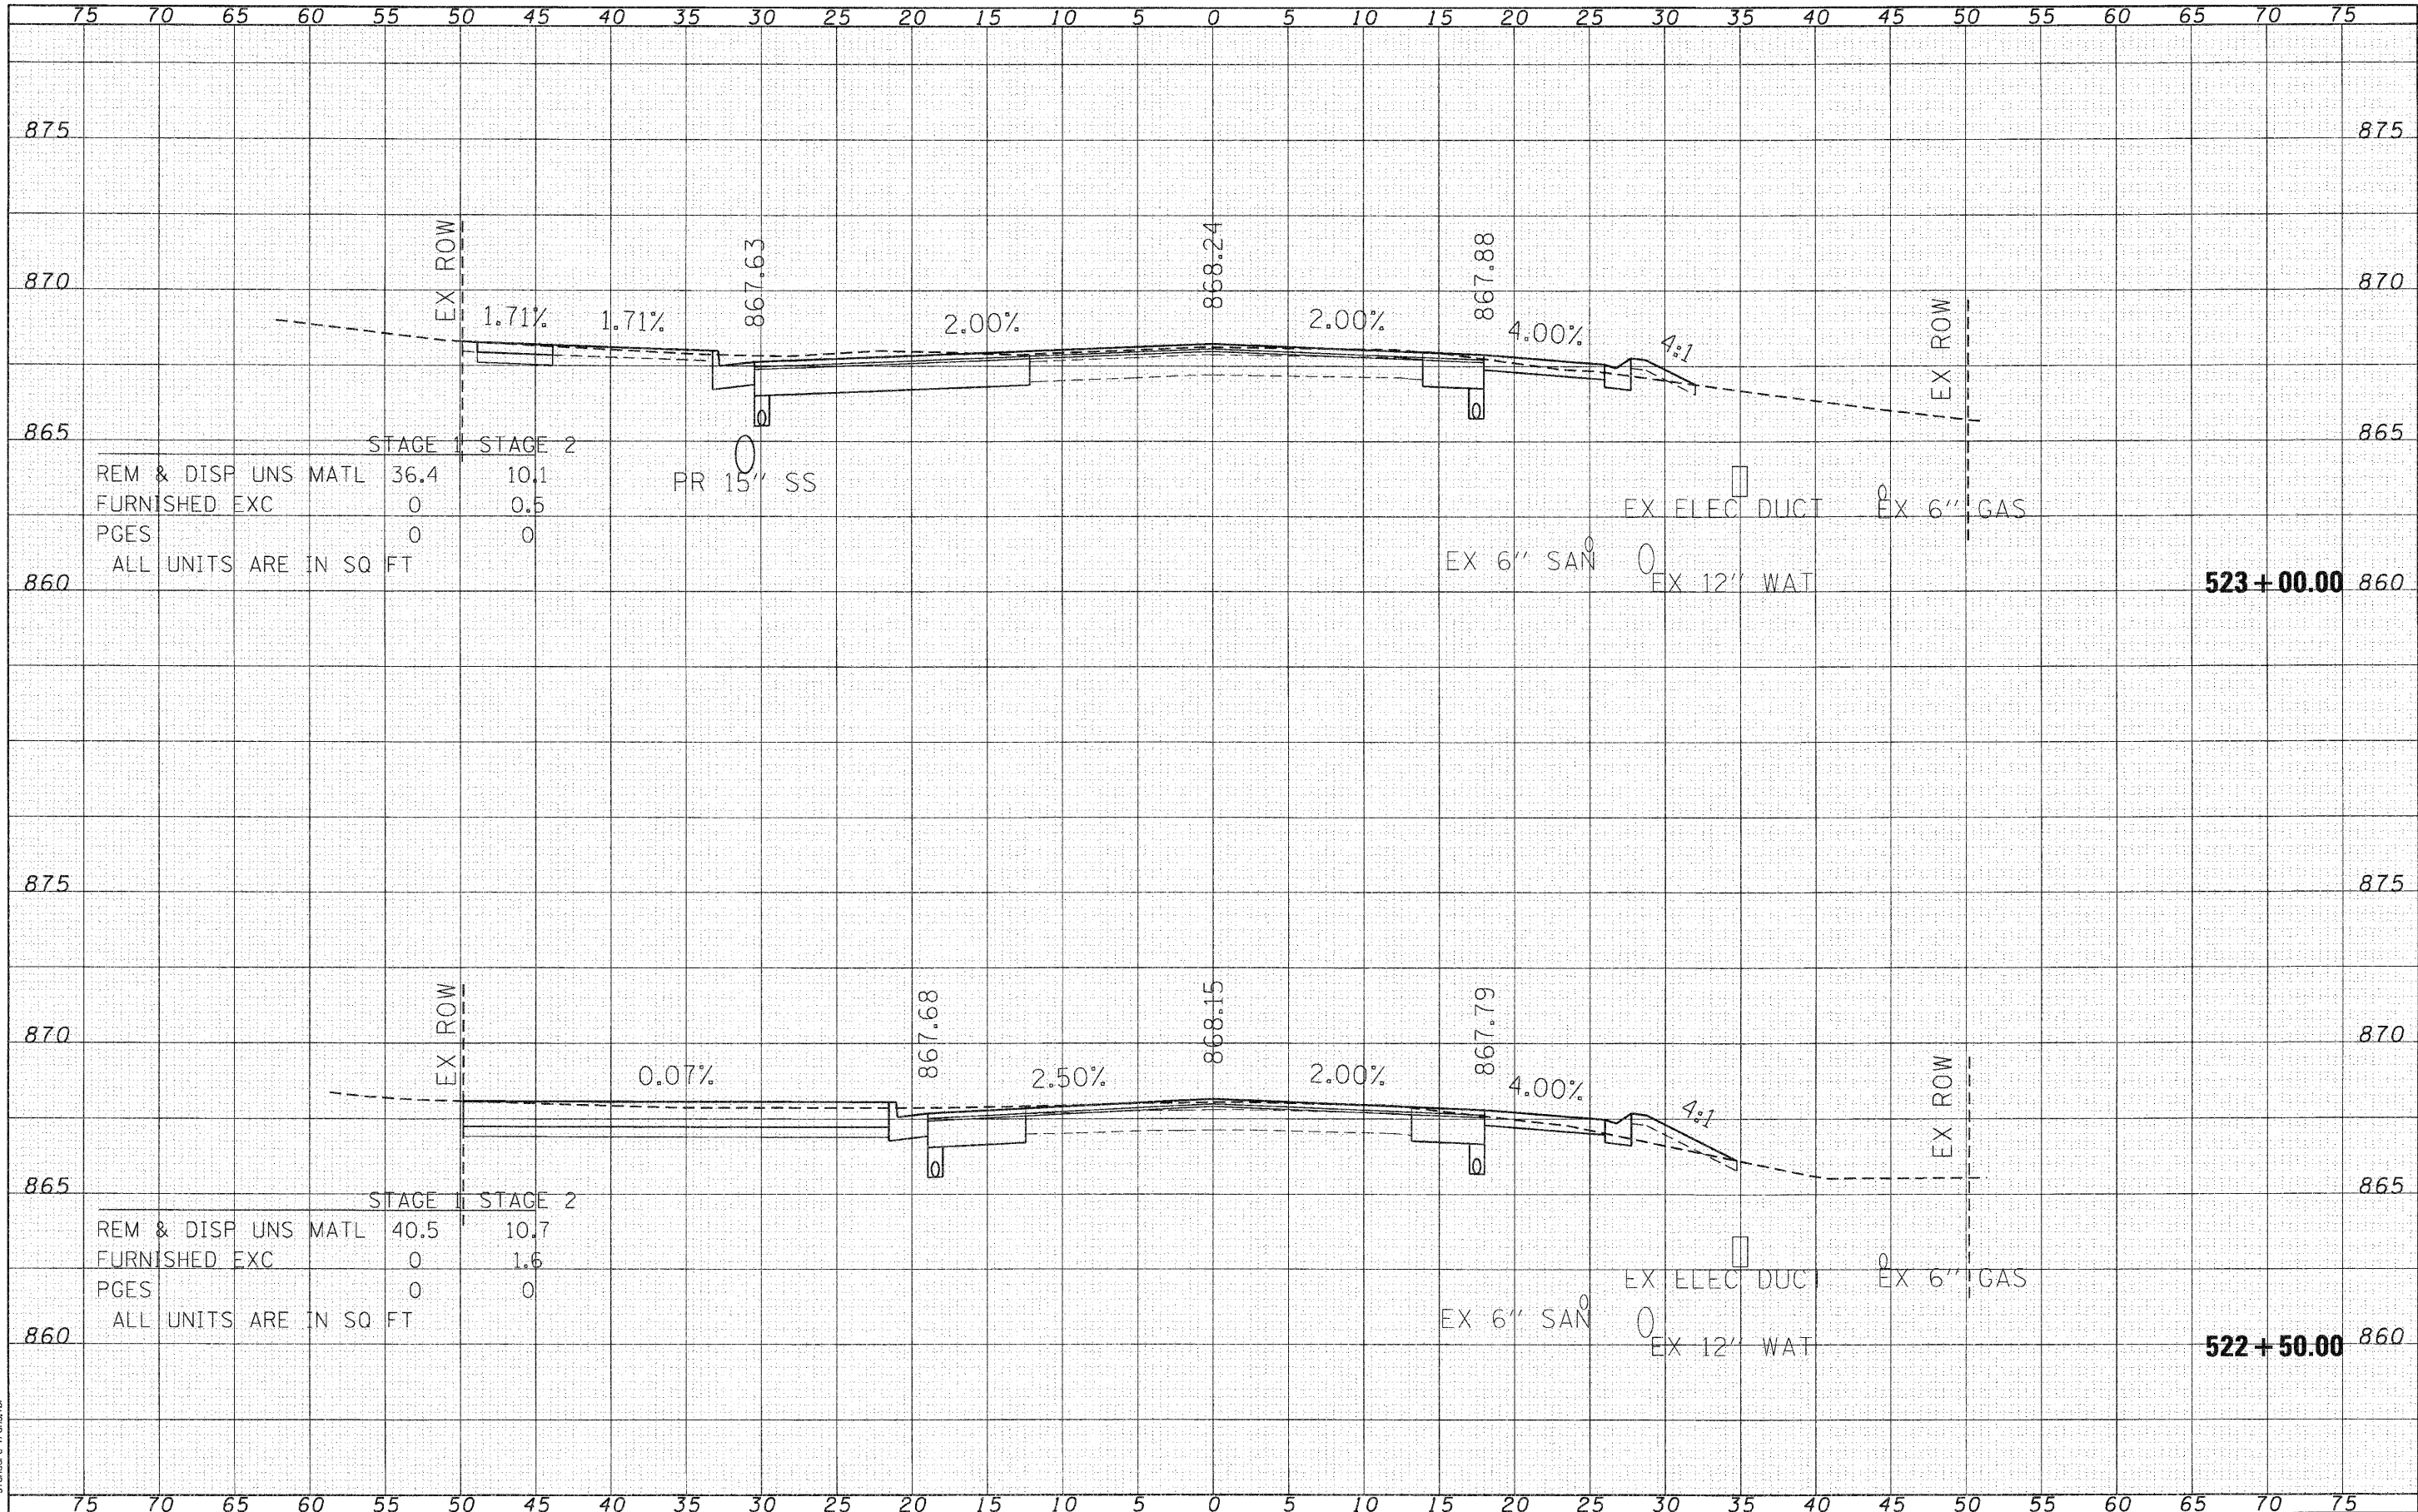 75 70 65 60 55 50 45 40 35 30 25 20 15 10 5 0 5 10 15 20 25 30 35 40 45 50 55 60 65 70 75
875 875
EX ROW 867.63 868.24 867.88
870 870
EX ROW
1.71% 1.71% 2.00% 2.00% 4.00% 4:1
865 865
STAGE 1 STAGE 2
REM & DISP UNS MATL 36.4 10.1
PR 15" SS
FURNISHED EXC 0 0.5
EX ELEC DUCT EX 6" GAS
PGES 0 0
ALL UNITS ARE IN SQ FT
EX 6" SAN
EX 12" WAT
860 523+00.00 860
875 875
EX ROW 867.68 868.15 867.79
870 870
EX ROW
0.07% 2.50% 2.00% 4.00% 4:1
865 865
STAGE 1 STAGE 2
REM & DISP UNS MATL 40.5 10.7
FURNISHED EXC 0 1.6
EX ELEC DUCT EX 6" GAS
PGES 0 0
ALL UNITS ARE IN SQ FT
EX 6" SAN
EX 12" WAT
860 522+50.00 860
75 70 65 60 55 50 45 40 35 30 25 20 15 10 5 0 5 10 15 20 25 30 35 40 45 50 55 60 65 70 75